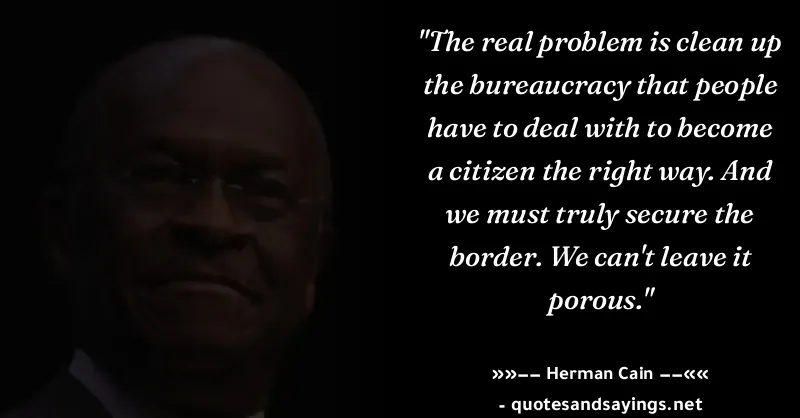 "The real problem is clean up
the bureaucracy that people
have to deal with to become
a citizen the right way. And
we must truly secure the
border. We can't leave it
porous."
»»−− Herman Cain −−««
- quotesandsayings.net